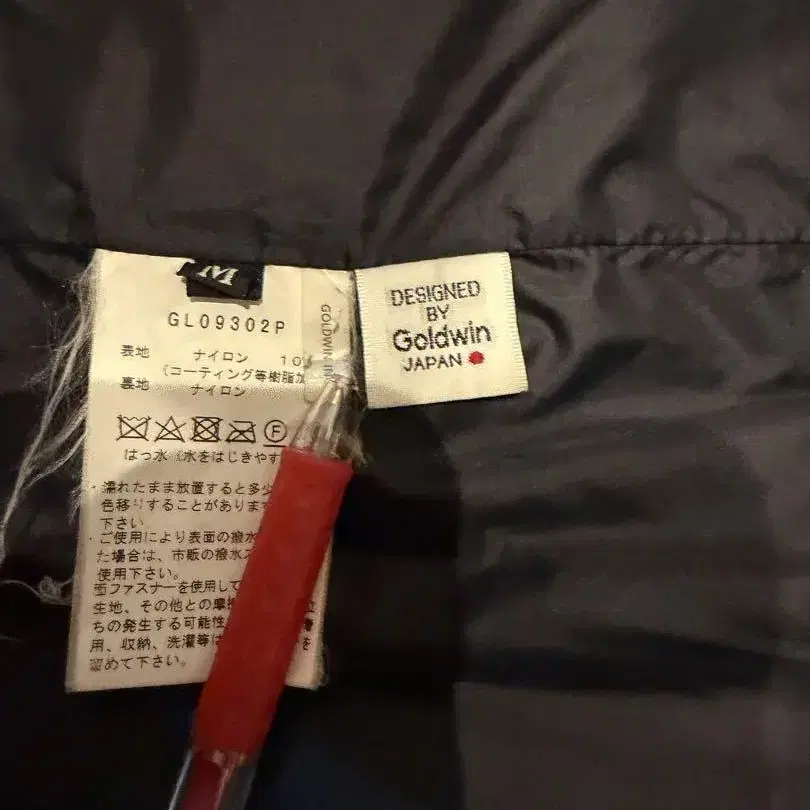 M
GL09302P
表地 ナイロン 10
(コーティング等樹脂加
裏地 ナイロン
F
はっ水(水をはじきやす
・濡れたまま放置すると多少
色移りすることがあります
下さい
・ご使用により表面の撥水
た場合は、市販の撥水ス
使用下さい。
面ファスナーを使用して
生地、その他との摩擦
ちの発生する可能性
用、収納、洗濯等は を
留めて下さい。
GOLDWIN IN
DESIGNED
BY
Goldwin
JAPAN